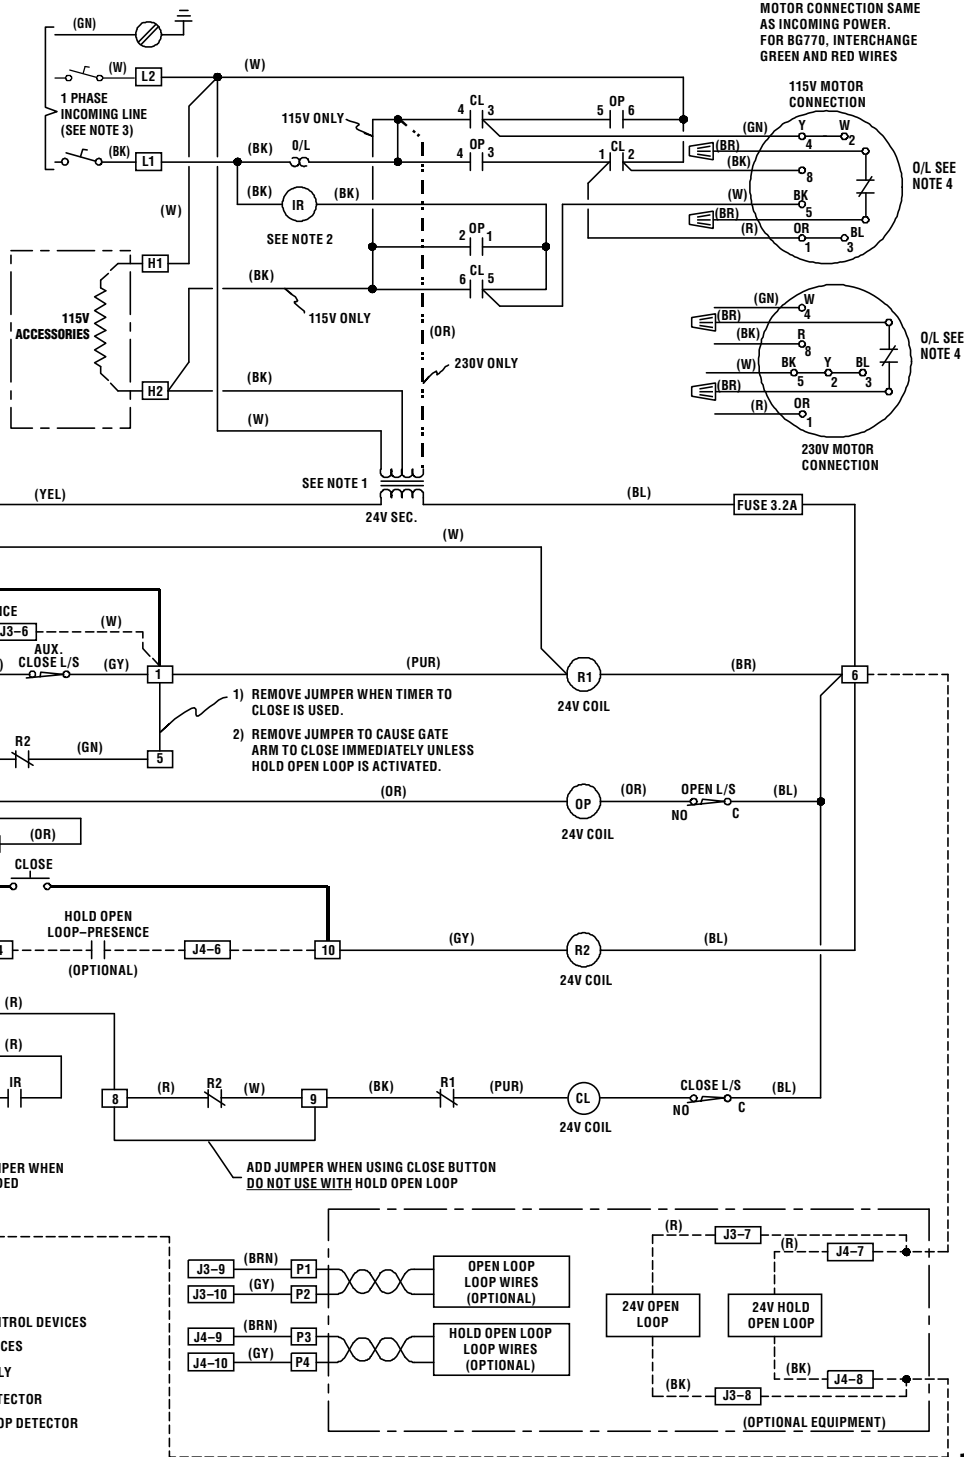 MOTOR CONNECTION SAME
AS INCOMING POWER.
FOR BG770, INTERCHANGE
GREEN AND RED WIRES
(GN)
(W)
L2
(W)
1 PHASE
INCOMING LINE
(SEE NOTE 3)
(BK)
L1
(W)
(BK)
O/L
115V ONLY
4 CL 3
5 OP 6
4 OP 3
1 CL 2
(BK)
IR
(BK)
SEE NOTE 2
2 OP 1
6 CL 5
115V MOTOR
CONNECTION
(GN)
Y
4
W
2
(BR)
(BK)
8
(W)
BK
5
(BR)
(R)
OR
1
BL
3
O/L SEE
NOTE 4
H1
(BK)
115V ONLY
115V
ACCESSORIES
H2
(BK)
(W)
(OR)
230V ONLY
(GN)
W
4
(BR)
(BK)
R
8
(W)
BK
5
Y
2
BL
3
(BR)
(R)
OR
1
O/L SEE
NOTE 4
230V MOTOR
CONNECTION
SEE NOTE 1
(YEL)
24V SEC.
(BL)
FUSE 3.2A
(W)
J3–6
(W)
AUX.
CLOSE L/S
(GY)
1
(PUR)
R1
24V COIL
(BR)
6
1) REMOVE JUMPER WHEN TIMER TO
CLOSE IS USED.
2) REMOVE JUMPER TO CAUSE GATE
ARM TO CLOSE IMMEDIATELY UNLESS
HOLD OPEN LOOP IS ACTIVATED.
R2
(GN)
5
(OR)
OP
24V COIL
(OR)
OPEN L/S
NO
C
(BL)
(OR)
CLOSE
HOLD OPEN
LOOP–PRESENCE
(OPTIONAL)
J4–6
10
(GY)
R2
24V COIL
(BL)
(R)
(R)
IR
8
(R)
R2
(W)
9
(BK)
R1
(PUR)
CL
24V COIL
CLOSE L/S
NO
C
(BL)
WHEN
ADD JUMPER WHEN USING CLOSE BUTTON
DO NOT USE WITH HOLD OPEN LOOP
J3–9
(BRN)
P1
J3–10
(GY)
P2
OPEN LOOP
LOOP WIRES
(OPTIONAL)
J4–9
(BRN)
P3
J4–10
(GY)
P4
HOLD OPEN LOOP
LOOP WIRES
(OPTIONAL)
(R)
J3–7
(R)
J4–7
24V OPEN
LOOP
24V HOLD
OPEN LOOP
(BK)
J4–8
(BK)
J3–8
(OPTIONAL EQUIPMENT)
DEVICES
DETECTOR